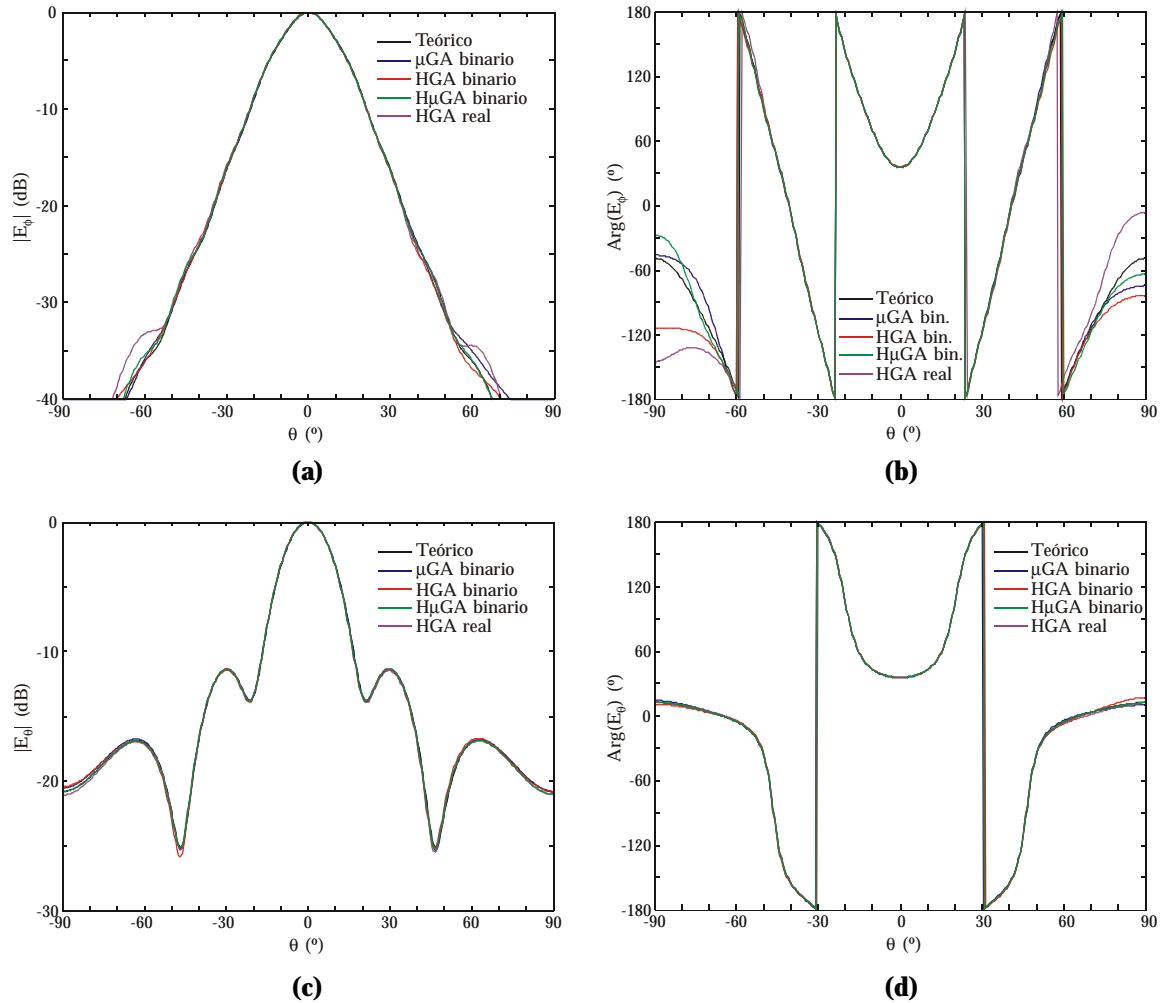 0
-10
-20
-30
-40
|E_ϕ| (dB)
Teórico
µGA binario
HGA binario
HµGA binario
HGA real
-90 -60 -30 0 30 60 90
θ (º)
(a)
180
120
60
0
-60
-120
-180
Arg(E_ϕ) (º)
Teórico
µGA bin.
HGA bin.
HµGA bin.
HGA real
-90 -60 -30 0 30 60 90
θ (º)
(b)
0
-10
-20
-30
|E_θ| (dB)
Teórico
µGA binario
HGA binario
HµGA binario
HGA real
-90 -60 -30 0 30 60 90
θ (º)
(c)
180
120
60
0
-60
-120
-180
Arg(E_θ) (º)
Teórico
µGA binario
HGA binario
HµGA binario
HGA real
-90 -60 -30 0 30 60 90
θ (º)
(d)